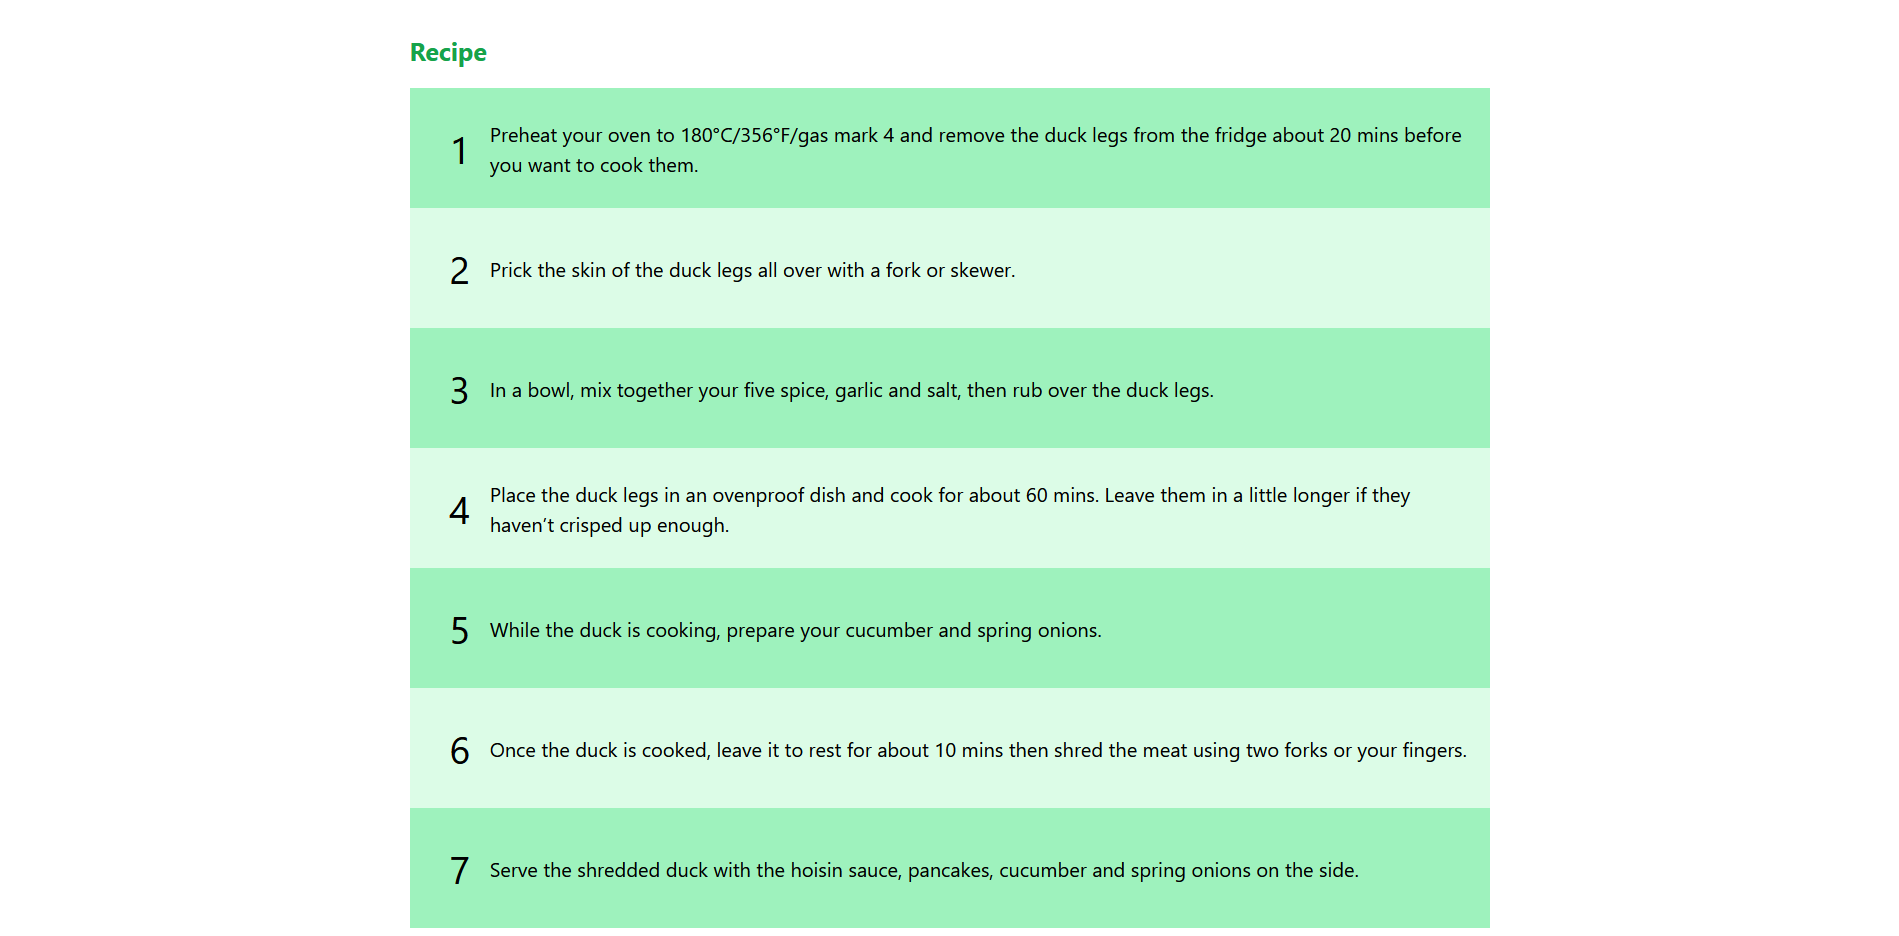 Recipe
1
Preheat your oven to 180°C/356°F/gas mark 4 and remove the duck legs from the fridge about 20 mins before
you want to cook them.
2
Prick the skin of the duck legs all over with a fork or skewer.
3
In a bowl, mix together your five spice, garlic and salt, then rub over the duck legs.
4
Place the duck legs in an ovenproof dish and cook for about 60 mins. Leave them in a little longer if they
haven’t crisped up enough.
5
While the duck is cooking, prepare your cucumber and spring onions.
6
Once the duck is cooked, leave it to rest for about 10 mins then shred the meat using two forks or your fingers.
7
Serve the shredded duck with the hoisin sauce, pancakes, cucumber and spring onions on the side.